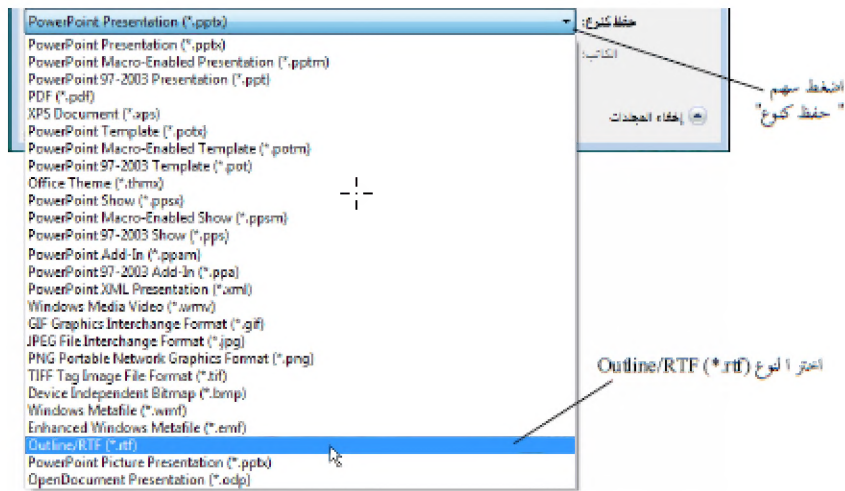 PowerPoint Presentation (*.pptx)
حفظ كنوع:
PowerPoint Presentation (*.pptx)
PowerPoint Macro-Enabled Presentation (*.pptm)
الكاتب:
PowerPoint 97-2003 Presentation (*.ppt)
PDF (*.pdf)
اضغط سهم
XPS Document (*.xps)
" حفظ كنوع"
إخفاء المجلدات
PowerPoint Template (*.potx)
PowerPoint Macro-Enabled Template (*.potm)
PowerPoint 97-2003 Template (*.pot)
Office Theme (*.thmx)
PowerPoint Show (*.ppsx)
PowerPoint Macro-Enabled Show (*.ppsm)
PowerPoint 97-2003 Show (*.pps)
PowerPoint Add-In (*.ppam)
PowerPoint 97-2003 Add-In (*.ppa)
PowerPoint XML Presentation (*.xml)
Windows Media Video (*.wmv)
GIF Graphics Interchange Format (*.gif)
JPEG File Interchange Format (*.jpg)
PNG Portable Network Graphics Format (*.png)
اختر النوع Outline/RTF (*.rtf)
TIFF Tag Image File Format (*.tif)
Device Independent Bitmap (*.bmp)
Windows Metafile (*.wmf)
Enhanced Windows Metafile (*.emf)
Outline/RTF (*.rtf)
PowerPoint Picture Presentation (*.pptx)
OpenDocument Presentation (*.odp)